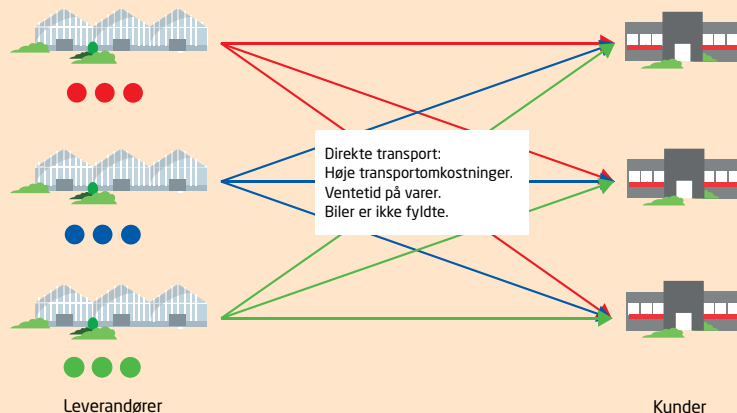 Direkte transport:
Høje transportomkostninger.
Ventetid på varer.
Biler er ikke fyldte.
Leverandører
Kunder